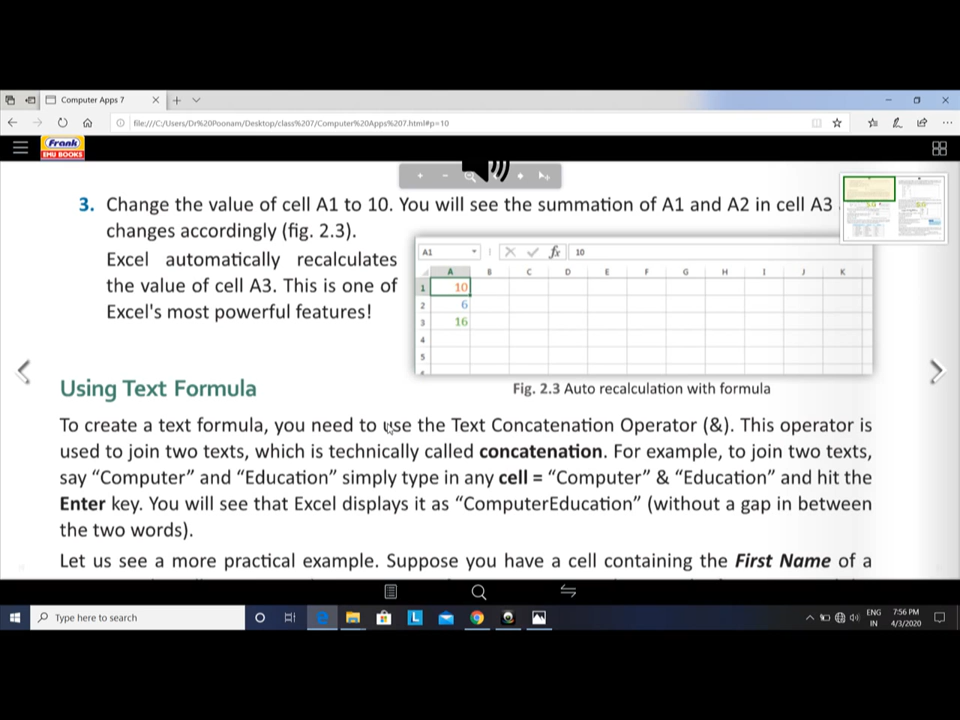 Computer Apps 7
file:///C:/Users/Dr%20Poonam/Desktop/class%207/Computer%20Apps%207.html#p=10
Frank
EMU BOOKS
3. Change the value of cell A1 to 10. You will see the summation of A1 and A2 in cell A3
changes accordingly (fig. 2.3).
Excel automatically recalculates
the value of cell A3. This is one of
Excel's most powerful features!
A1 fx 10
A B C D E F G H I J K
1 10
2 6
3 16
4
5
Using Text Formula
Fig. 2.3 Auto recalculation with formula
To create a text formula, you need to use the Text Concatenation Operator (&). This operator is
used to join two texts, which is technically called concatenation. For example, to join two texts,
say “Computer” and “Education” simply type in any cell = “Computer” & “Education” and hit the
Enter key. You will see that Excel displays it as “ComputerEducation” (without a gap in between
the two words).
Let us see a more practical example. Suppose you have a cell containing the First Name of a
Type here to search
ENG 7:56 PM
IN 4/3/2020